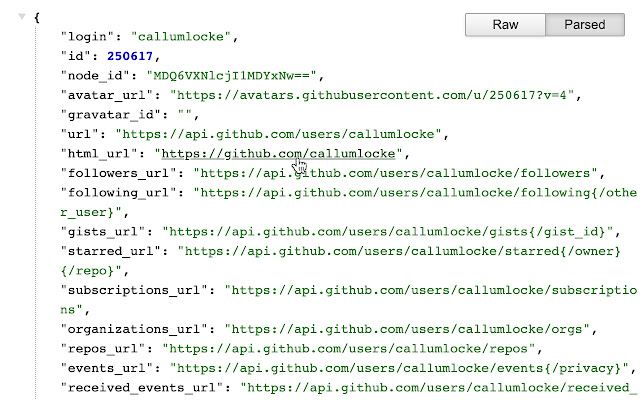 {
Raw Parsed
"login": "callumlocke",
"id": 250617,
"node_id": "MDQ6VXNlcjI1MDYxNw==",
"avatar_url": "https://avatars.githubusercontent.com/u/250617?v=4",
"gravatar_id": "",
"url": "https://api.github.com/users/callumlocke",
"html_url": "https://github.com/callumlocke",
"followers_url": "https://api.github.com/users/callumlocke/followers",
"following_url": "https://api.github.com/users/callumlocke/following{/othe
r_user}",
"gists_url": "https://api.github.com/users/callumlocke/gists{/gist_id}",
"starred_url": "https://api.github.com/users/callumlocke/starred{/owner}
{/repo}",
"subscriptions_url": "https://api.github.com/users/callumlocke/subscriptio
ns",
"organizations_url": "https://api.github.com/users/callumlocke/orgs",
"repos_url": "https://api.github.com/users/callumlocke/repos",
"events_url": "https://api.github.com/users/callumlocke/events{/privacy}",
"received_events_url": "https://api.github.com/users/callumlocke/received_